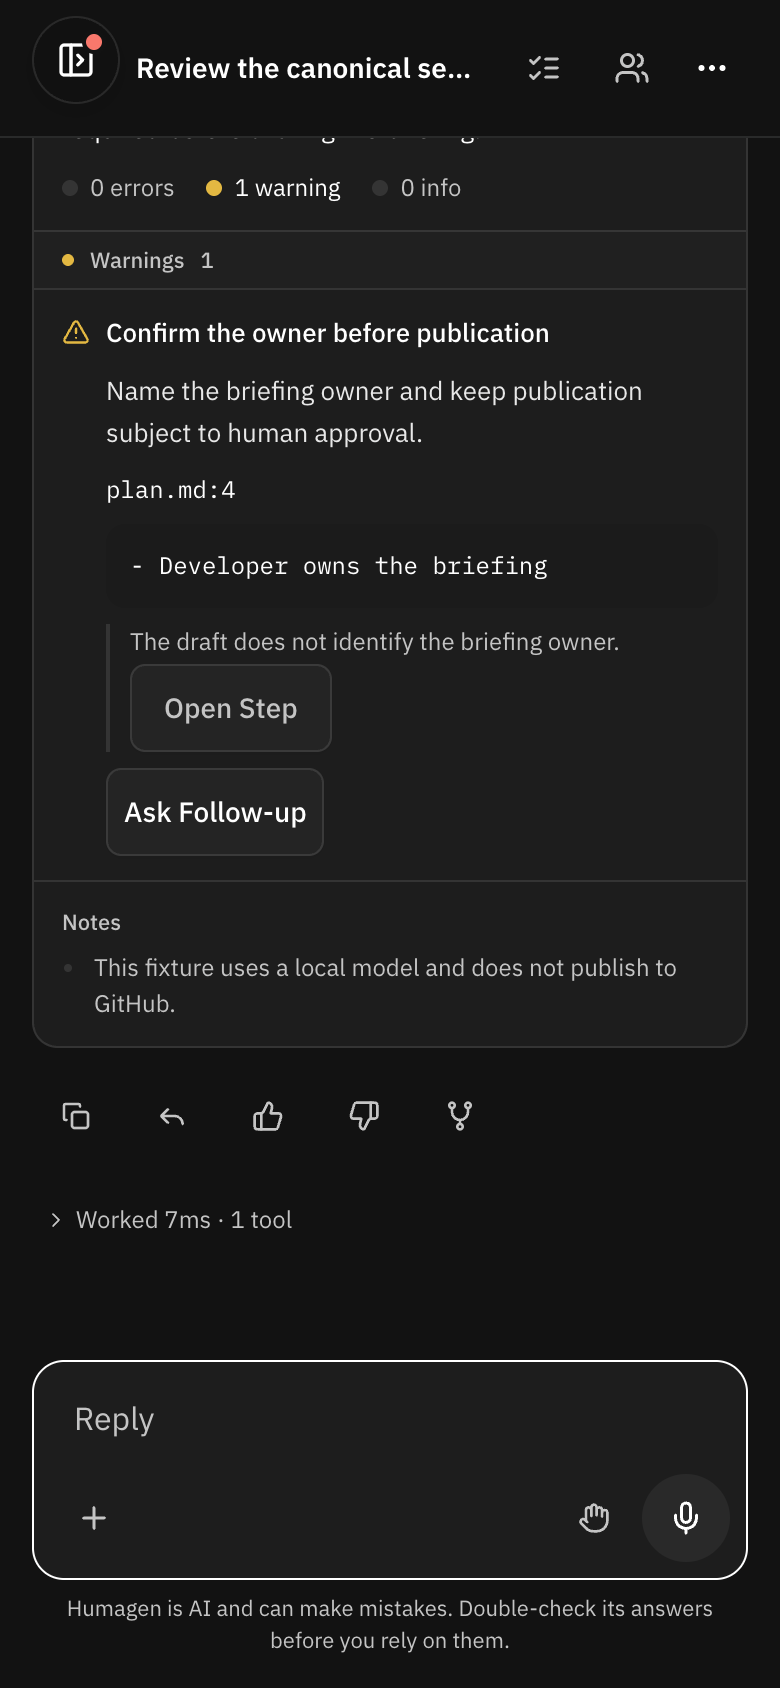 Review the canonical se...
0 errors
1 warning
0 info
Warnings 1
Confirm the owner before publication
Name the briefing owner and keep publication
subject to human approval.
plan.md:4
- Developer owns the briefing
The draft does not identify the briefing owner.
Open Step
Ask Follow-up
Notes
This fixture uses a local model and does not publish to
GitHub.
Worked 7ms · 1 tool
Reply
Humagen is AI and can make mistakes. Double-check its answers
before you rely on them.